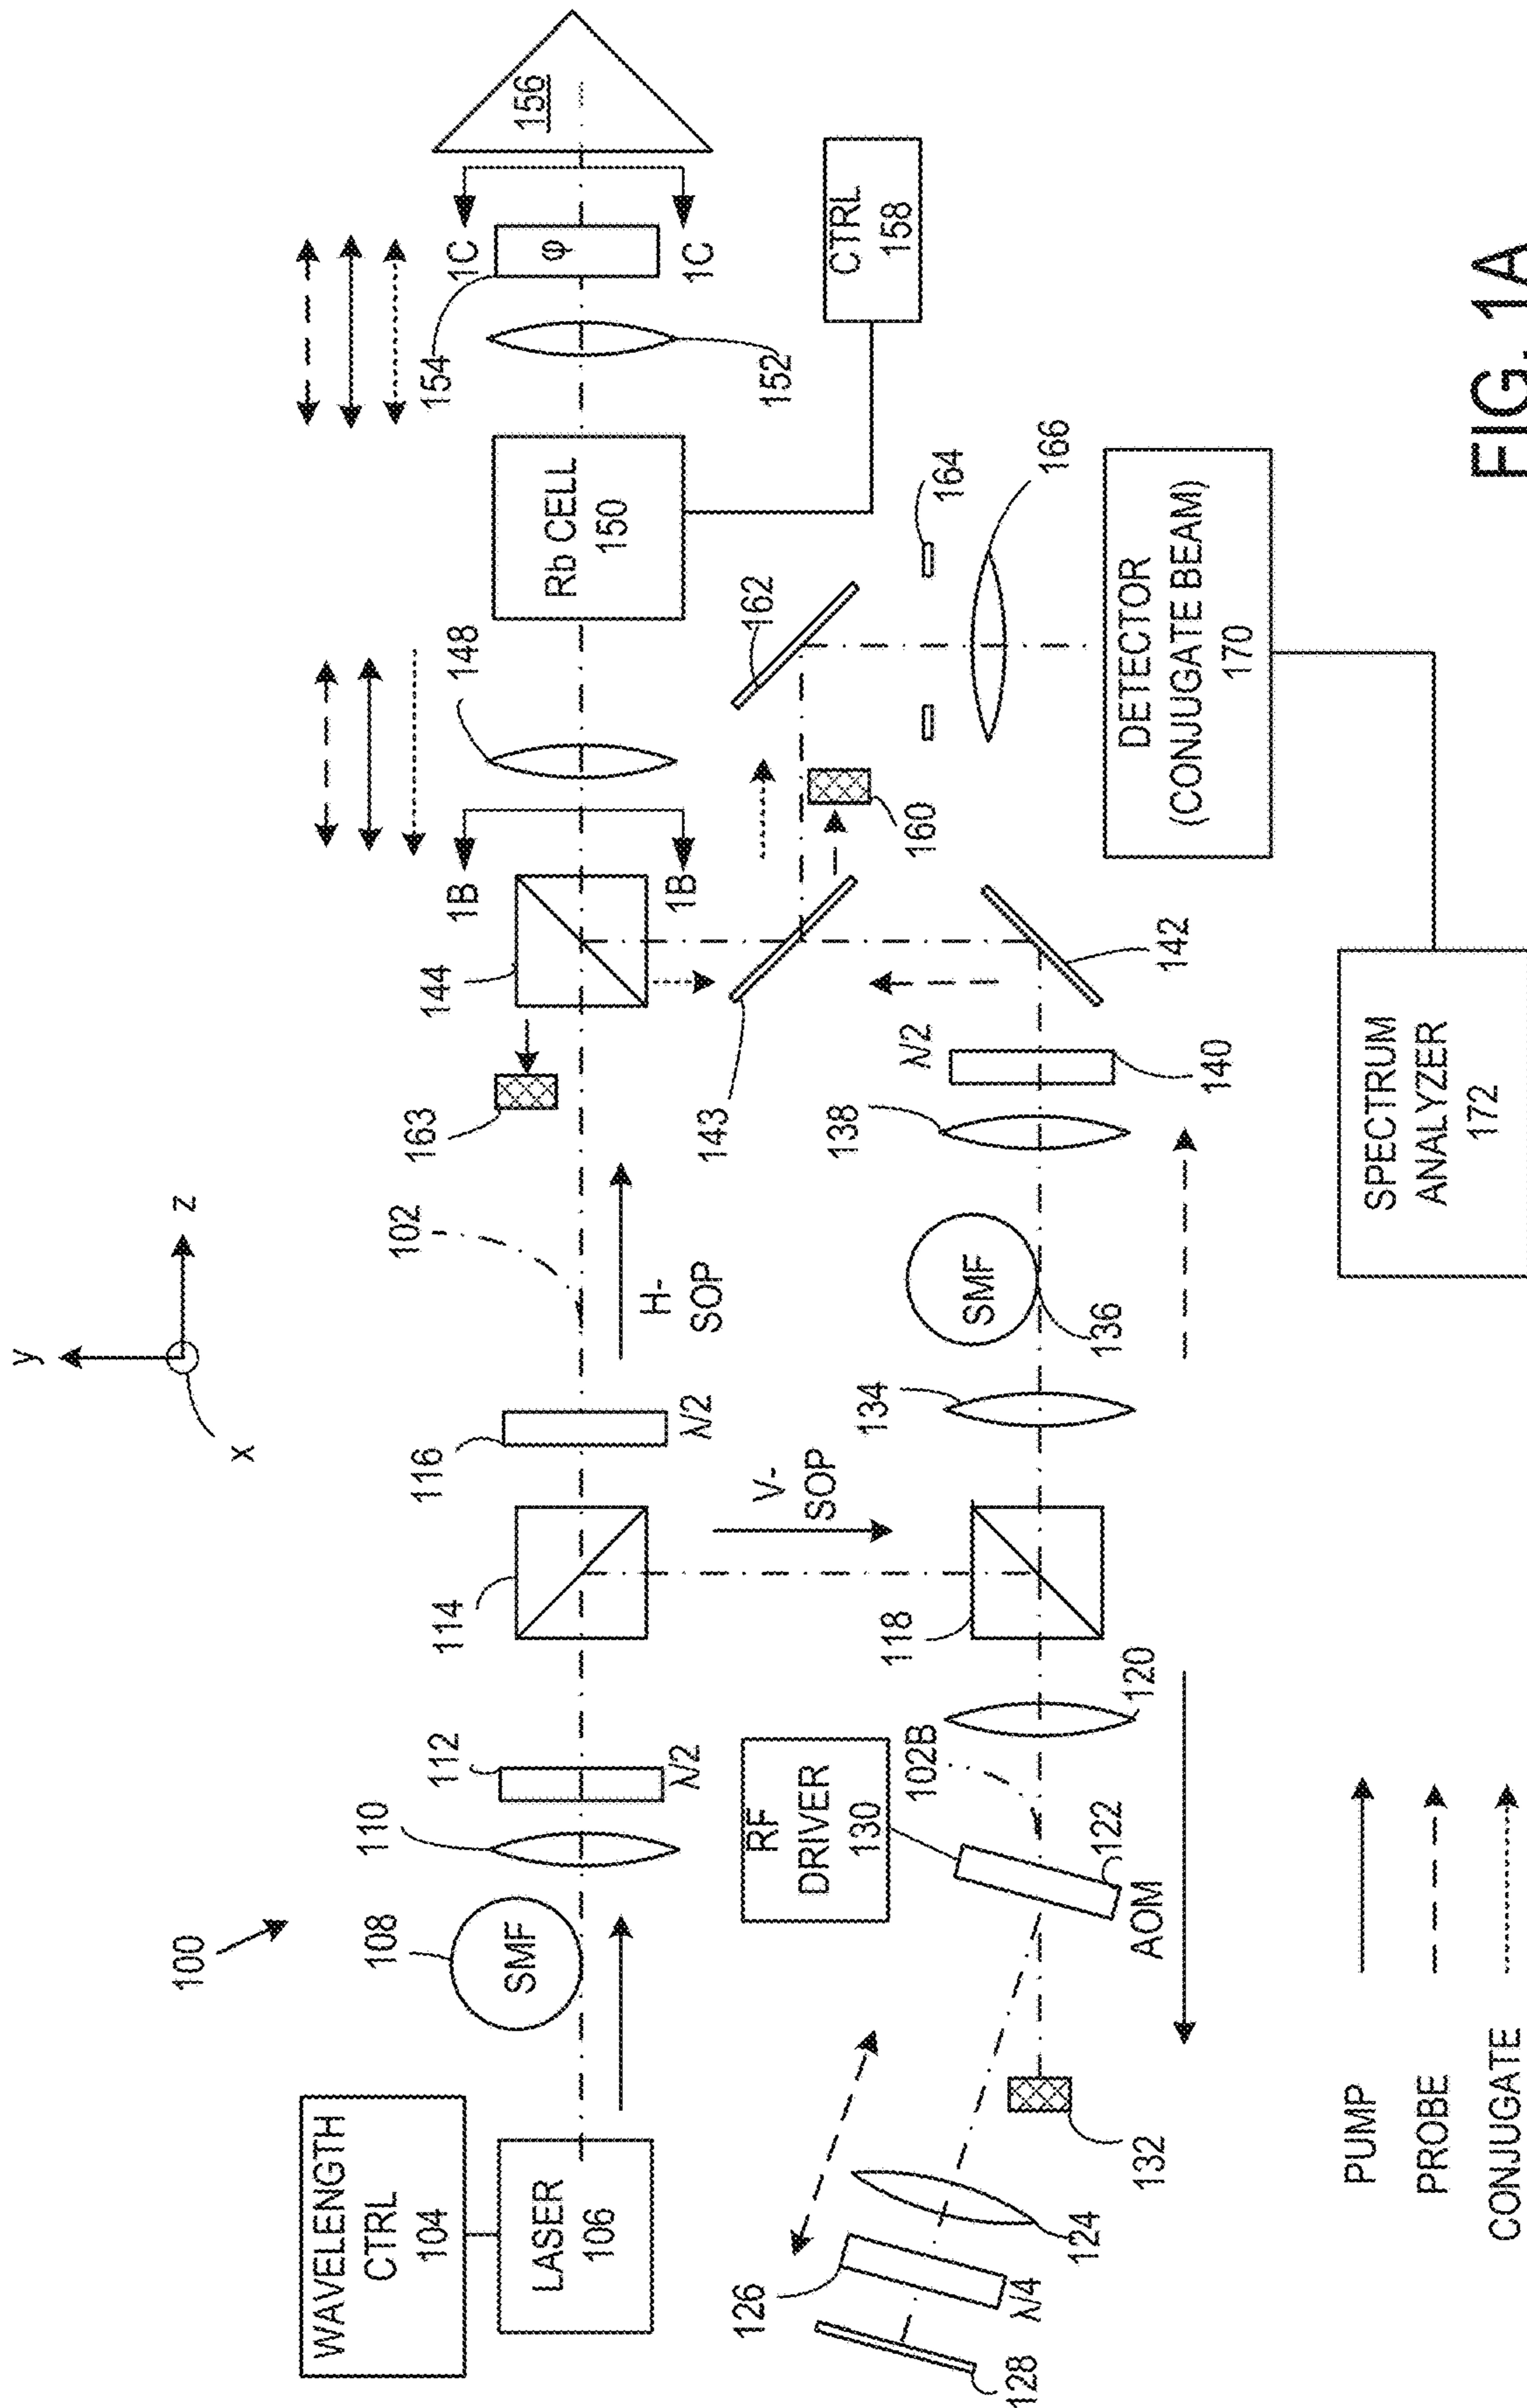 100
y
z
x
WAVELENGTH
CTRL
104
LASER
106
108
SMF
110
112
λ/2
114
116
λ/2
H-
SOP
102
163
144
1B
1B
148
Rb CELL
150
154
152
1C
φ
1C
156
CTRL
158
V-
SOP
118
120
102B
RF
DRIVER
130
122
AOM
132
124
126
λ/4
128
134
SMF
136
138
λ/2
140
142
143
160
162
164
166
DETECTOR
(CONJUGATE BEAM)
170
SPECTRUM
ANALYZER
172
PUMP
PROBE
CONJUGATE
FIG. 1A